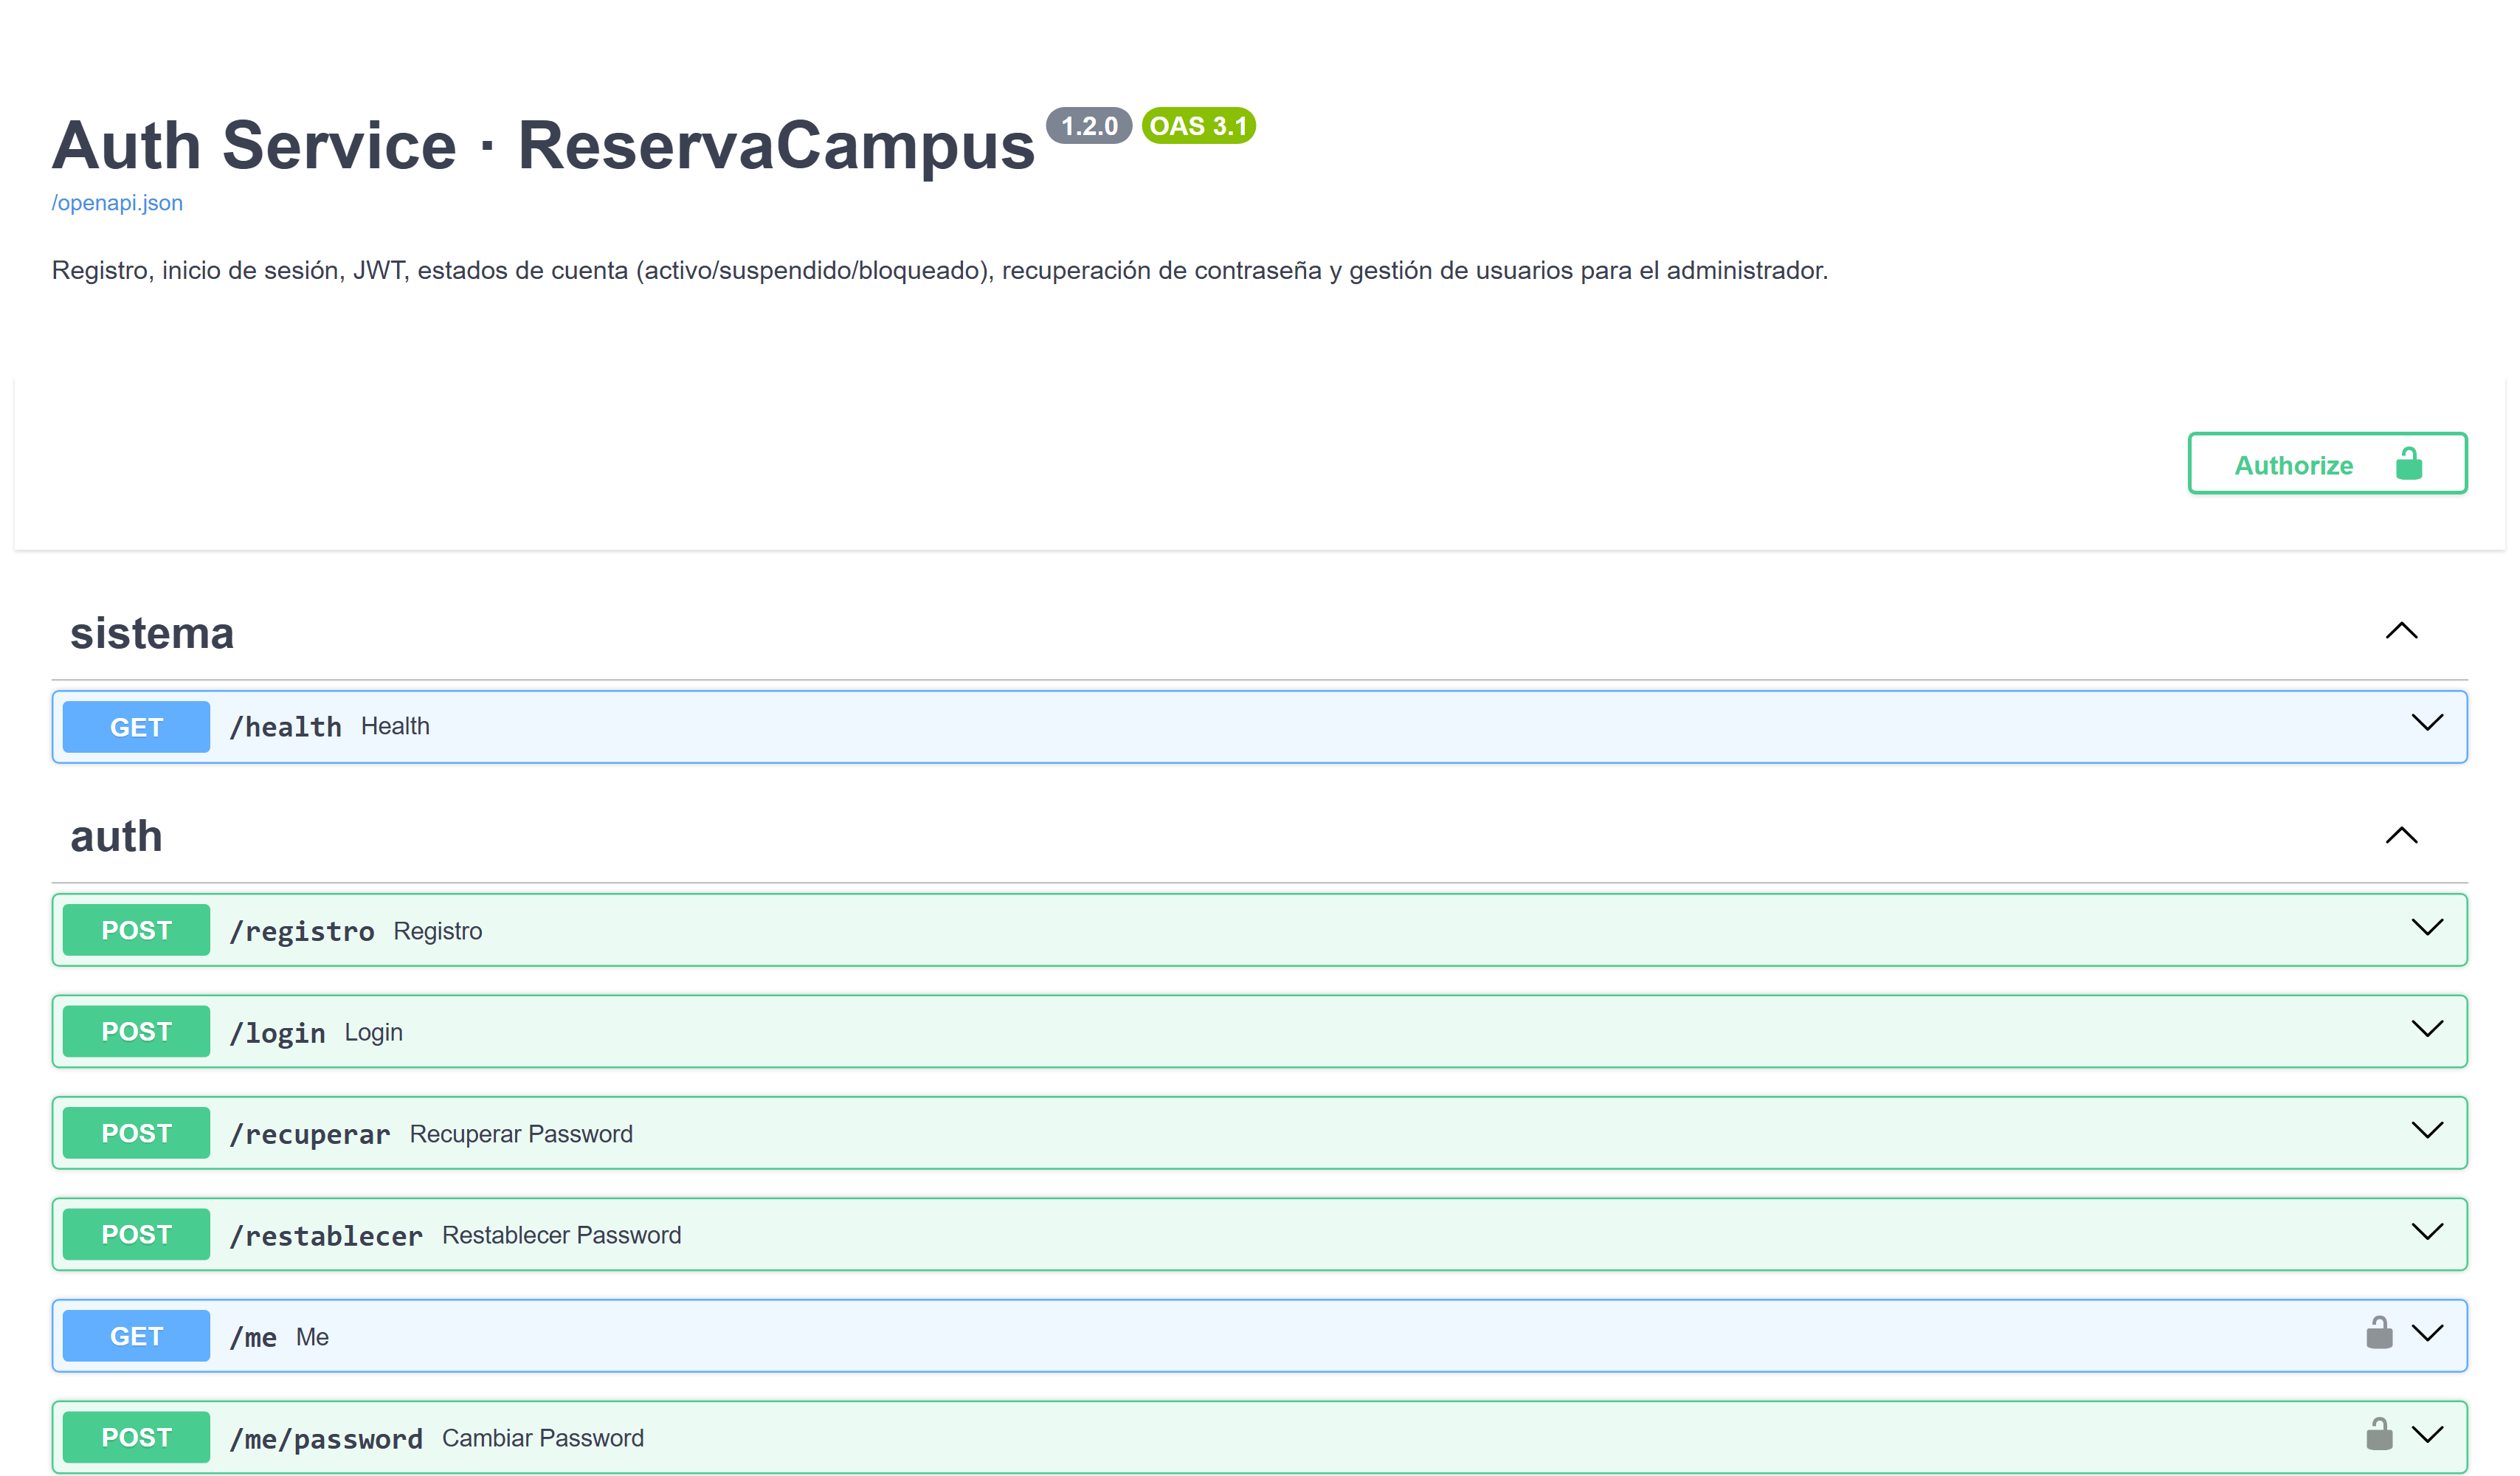 Auth Service · ReservaCampus 1.2.0 OAS 3.1
/openapi.json
Registro, inicio de sesión, JWT, estados de cuenta (activo/suspendido/bloqueado), recuperación de contraseña y gestión de usuarios para el administrador.
Authorize
sistema
GET /health Health
auth
POST /registro Registro
POST /login Login
POST /recuperar Recuperar Password
POST /restablecer Restablecer Password
GET /me Me
POST /me/password Cambiar Password